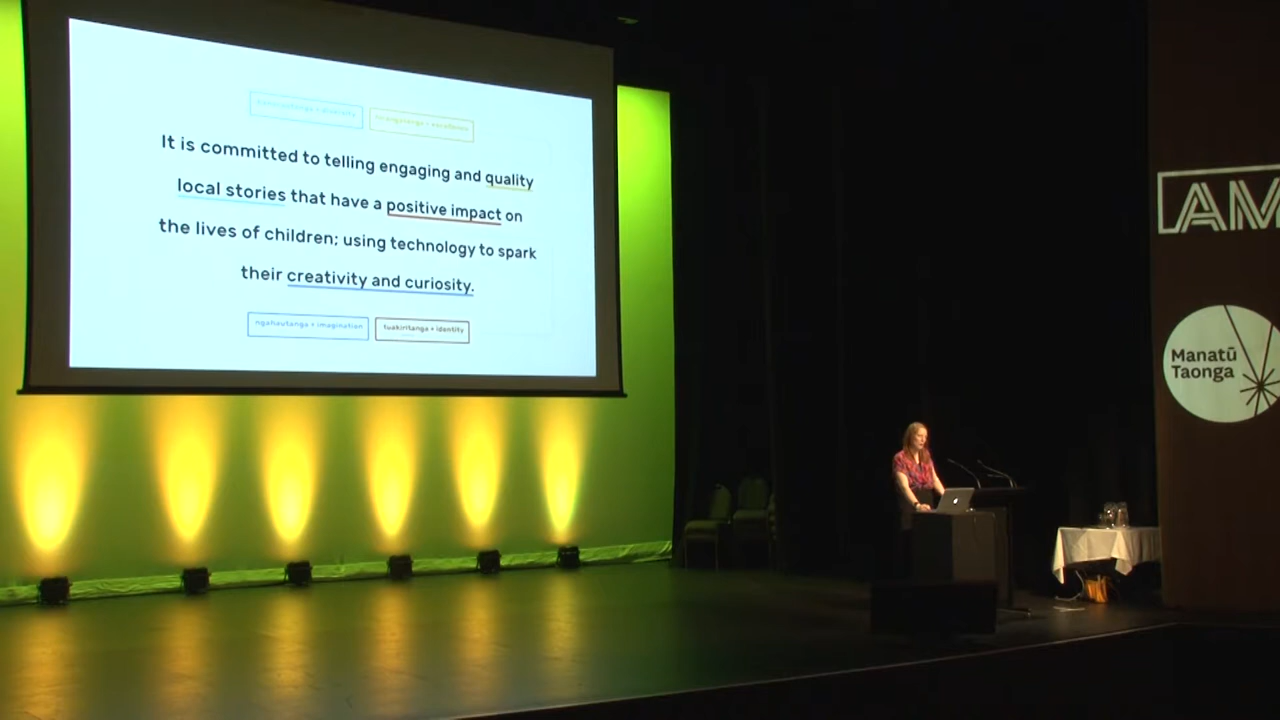 It is committed to telling engaging and quality
local stories that have a positive impact on
the lives of children; using technology to spark
their creativity and curiosity.
ngahautanga + imagination
tuakiritanga + identity
AM
Manatū
Taonga